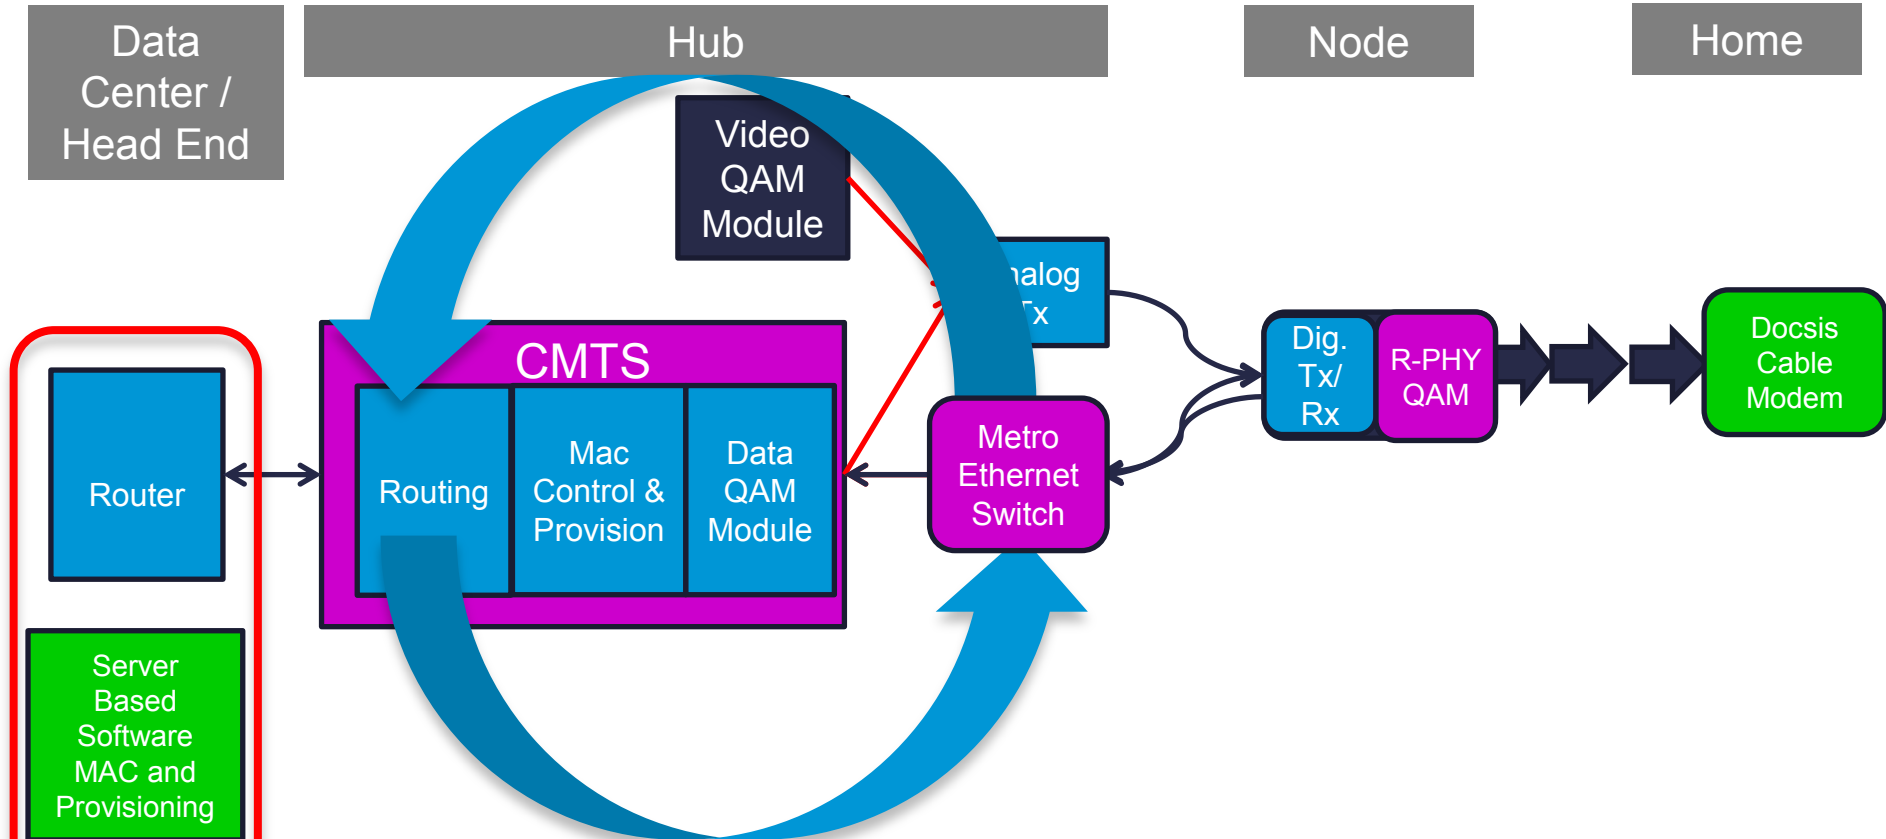 Data
Center /
Head End
Hub
Node
Home
Video
QAM
Module
nalog
Tx
CMTS
Routing
Mac
Control &
Provision
Data
QAM
Module
Metro
Ethernet
Switch
Dig.
Tx/
Rx
R-PHY
QAM
Docsis
Cable
Modem
Router
Server
Based
Software
MAC and
Provisioning